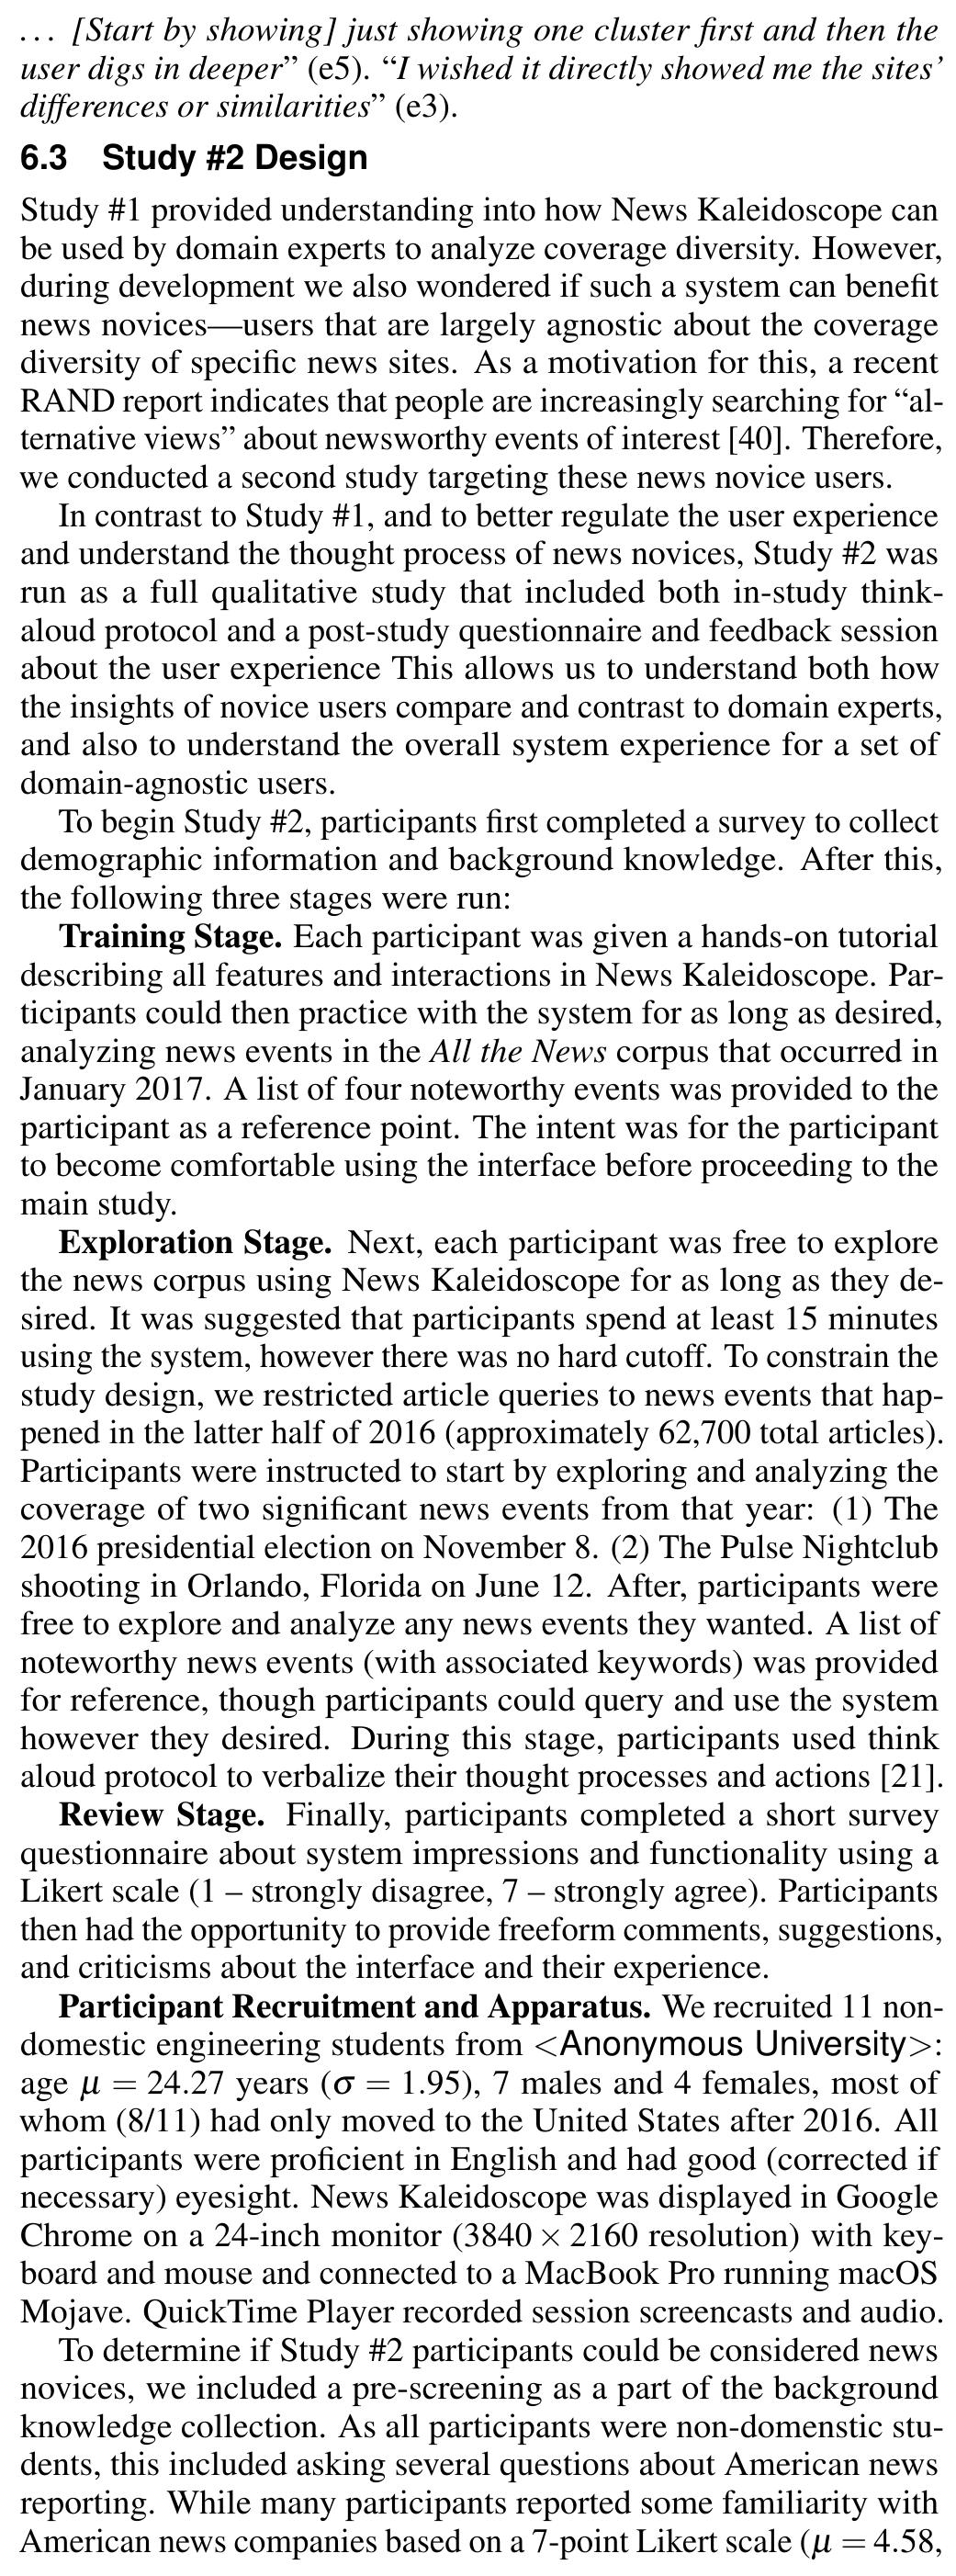 ... [Start by showing] just showing one cluster first and then the
user digs in deeper” (e5). “I wished it directly showed me the sites’
differences or similarities” (e3).
6.3 Study #2 Design
Study #1 provided understanding into how News Kaleidoscope can
be used by domain experts to analyze coverage diversity. However,
during development we also wondered if such a system can benefit
news novices—users that are largely agnostic about the coverage
diversity of specific news sites. As a motivation for this, a recent
RAND report indicates that people are increasingly searching for “al-
ternative views” about newsworthy events of interest [40]. Therefore,
we conducted a second study targeting these news novice users.
In contrast to Study #1, and to better regulate the user experience
and understand the thought process of news novices, Study #2 was
run as a full qualitative study that included both in-study think-
aloud protocol and a post-study questionnaire and feedback session
about the user experience This allows us to understand both how
the insights of novice users compare and contrast to domain experts,
and also to understand the overall system experience for a set of
domain-agnostic users.
To begin Study #2, participants first completed a survey to collect
demographic information and background knowledge. After this,
the following three stages were run:
Training Stage. Each participant was given a hands-on tutorial
describing all features and interactions in News Kaleidoscope. Par-
ticipants could then practice with the system for as long as desired,
analyzing news events in the All the News corpus that occurred in
January 2017. A list of four noteworthy events was provided to the
participant as a reference point. The intent was for the participant
to become comfortable using the interface before proceeding to the
main study.
Exploration Stage. Next, each participant was free to explore
the news corpus using News Kaleidoscope for as long as they de-
sired. It was suggested that participants spend at least 15 minutes
using the system, however there was no hard cutoff. To constrain the
study design, we restricted article queries to news events that hap-
pened in the latter half of 2016 (approximately 62,700 total articles).
Participants were instructed to start by exploring and analyzing the
coverage of two significant news events from that year: (1) The
2016 presidential election on November 8. (2) The Pulse Nightclub
shooting in Orlando, Florida on June 12. After, participants were
free to explore and analyze any news events they wanted. A list of
noteworthy news events (with associated keywords) was provided
for reference, though participants could query and use the system
however they desired. During this stage, participants used think
aloud protocol to verbalize their thought processes and actions [21].
Review Stage. Finally, participants completed a short survey
questionnaire about system impressions and functionality using a
Likert scale (1 – strongly disagree, 7 – strongly agree). Participants
then had the opportunity to provide freeform comments, suggestions,
and criticisms about the interface and their experience.
Participant Recruitment and Apparatus. We recruited 11 non-
domestic engineering students from <Anonymous University>:
age μ = 24.27 years (σ = 1.95), 7 males and 4 females, most of
whom (8/11) had only moved to the United States after 2016. All
participants were proficient in English and had good (corrected if
necessary) eyesight. News Kaleidoscope was displayed in Google
Chrome on a 24-inch monitor (3840 × 2160 resolution) with key-
board and mouse and connected to a MacBook Pro running macOS
Mojave. QuickTime Player recorded session screencasts and audio.
To determine if Study #2 participants could be considered news
novices, we included a pre-screening as a part of the background
knowledge collection. As all participants were non-domenstic stu-
dents, this included asking several questions about American news
reporting. While many participants reported some familiarity with
American news companies based on a 7-point Likert scale (μ = 4.58,